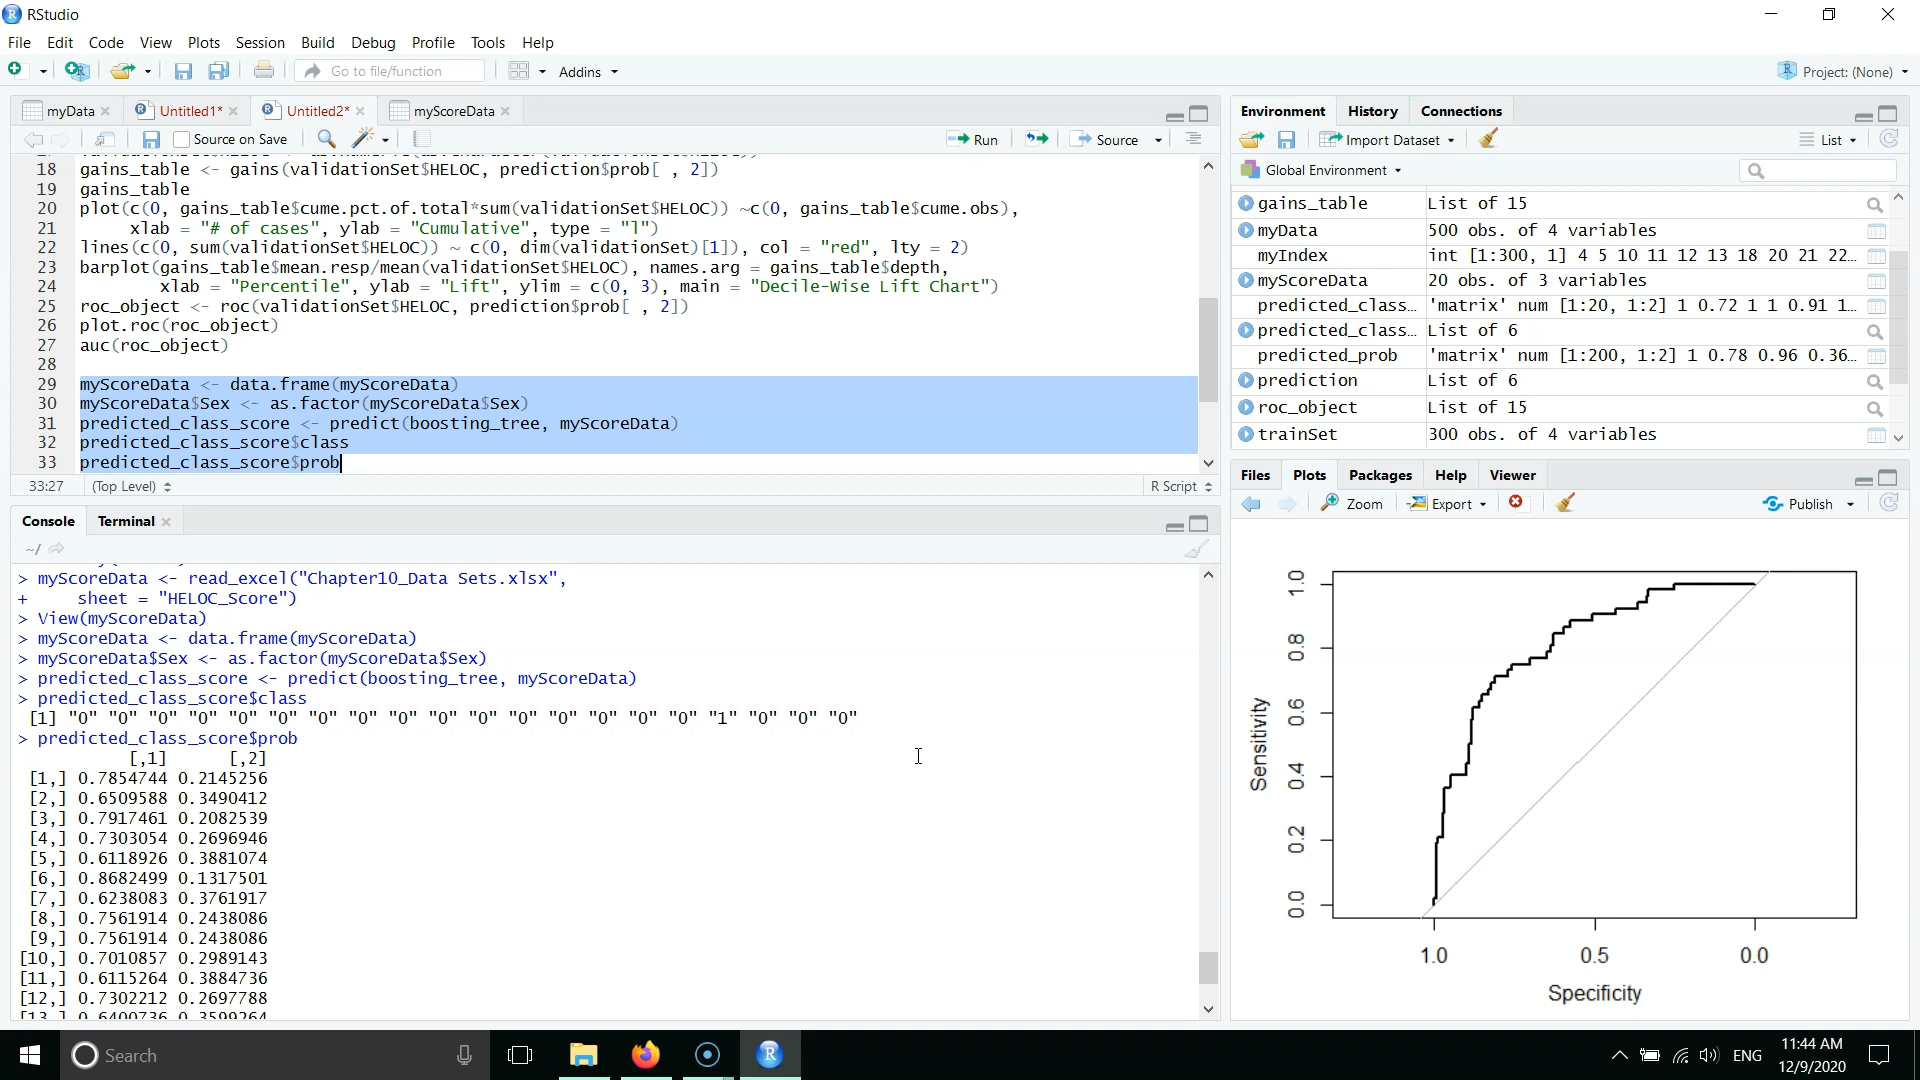 RStudio
File Edit Code View Plots Session Build Debug Profile Tools Help
Go to file/function Addins Project: (None)
myData Untitled1* Untitled2* myScoreData
Source on Save Run Source
18 gains_table <- gains(validationSet$HELOC, prediction$prob[ , 2])
19 gains_table
20 plot(c(0, gains_table$cume.pct.of.total*sum(validationSet$HELOC)) ~c(0, gains_table$cume.obs),
21 xlab = "# of cases", ylab = "Cumulative", type = "l")
22 lines(c(0, sum(validationSet$HELOC)) ~ c(0, dim(validationSet)[1]), col = "red", lty = 2)
23 barplot(gains_table$mean.resp/mean(validationSet$HELOC), names.arg = gains_table$depth,
24 xlab = "Percentile", ylab = "Lift", ylim = c(0, 3), main = "Decile-Wise Lift Chart")
25 roc_object <- roc(validationSet$HELOC, prediction$prob[ , 2])
26 plot.roc(roc_object)
27 auc(roc_object)
28
29 myScoreData <- data.frame(myScoreData)
30 myScoreData$Sex <- as.factor(myScoreData$Sex)
31 predicted_class_score <- predict(boosting_tree, myScoreData)
32 predicted_class_score$class
33 predicted_class_score$prob
33:27 (Top Level) R Script
Console Terminal
~/
> myScoreData <- read_excel("Chapter10_Data Sets.xlsx",
+ sheet = "HELOC_Score")
> View(myScoreData)
> myScoreData <- data.frame(myScoreData)
> myScoreData$Sex <- as.factor(myScoreData$Sex)
> predicted_class_score <- predict(boosting_tree, myScoreData)
> predicted_class_score$class
[1] "0" "0" "0" "0" "0" "0" "0" "0" "0" "0" "0" "0" "0" "0" "0" "0" "1" "0" "0" "0"
> predicted_class_score$prob
[,1] [,2]
[1,] 0.7854744 0.2145256
[2,] 0.6509588 0.3490412
[3,] 0.7917461 0.2082539
[4,] 0.7303054 0.2696946
[5,] 0.6118926 0.3881074
[6,] 0.8682499 0.1317501
[7,] 0.6238083 0.3761917
[8,] 0.7561914 0.2438086
[9,] 0.7561914 0.2438086
[10,] 0.7010857 0.2989143
[11,] 0.6115264 0.3884736
[12,] 0.7302212 0.2697788
[13,] 0.6400736 0.3599264
Environment History Connections
Import Dataset List
Global Environment
gains_table List of 15
myData 500 obs. of 4 variables
myIndex int [1:300, 1] 4 5 10 11 12 13 18 20 21 22…
myScoreData 20 obs. of 3 variables
predicted_class… 'matrix' num [1:20, 1:2] 1 0.72 1 1 0.91 1…
predicted_class… List of 6
predicted_prob 'matrix' num [1:200, 1:2] 1 0.78 0.96 0.36…
prediction List of 6
roc_object List of 15
trainSet 300 obs. of 4 variables
Files Plots Packages Help Viewer
Zoom Export Publish
Sensitivity
1.0
0.8
0.6
0.4
0.2
0.0
1.0 0.5 0.0
Specificity
Search
ENG
11:44 AM
12/9/2020